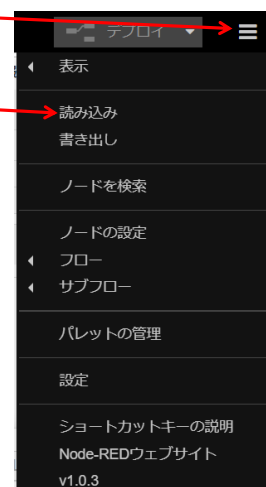 デプロイ
表示
読み込み
書き出し
ノードを検索
ノードの設定
フロー
サブフロー
パレットの管理
設定
ショートカットキーの説明
Node-REDウェブサイト
v1.0.3